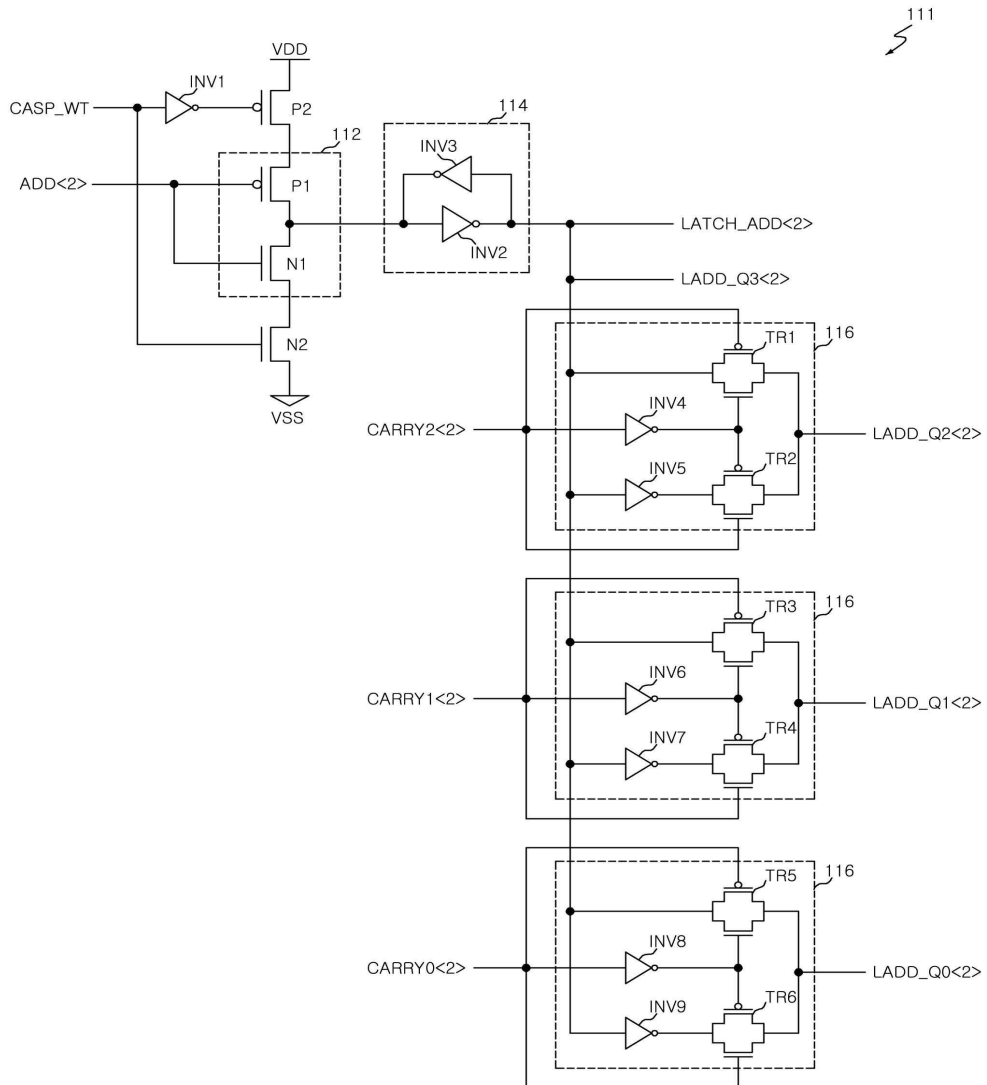 111
VDD
INV1
CASP_WT
P2
114
112
INV3
ADD<2>
P1
LATCH_ADD<2>
INV2
N1
LADD_Q3<2>
N2
116
TR1
VSS
INV4
CARRY2<2>
LADD_Q2<2>
TR2
INV5
116
TR3
INV6
CARRY1<2>
LADD_Q1<2>
TR4
INV7
116
TR5
INV8
CARRY0<2>
LADD_Q0<2>
TR6
INV9